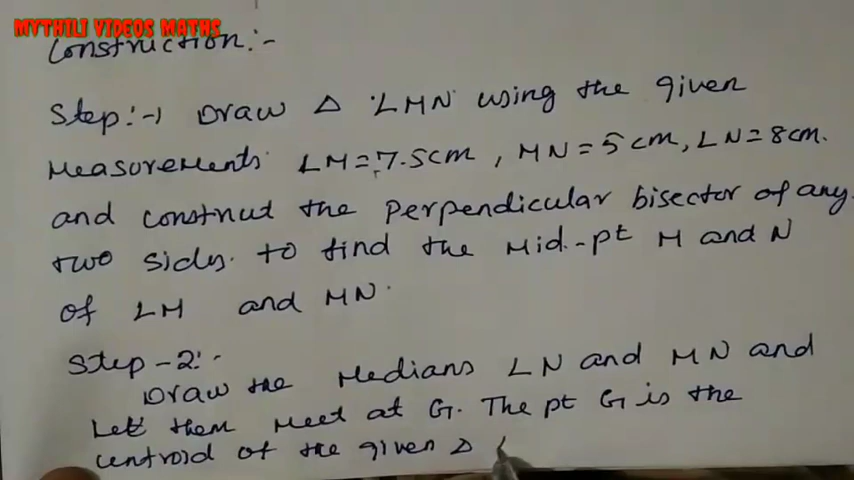 MYTHILI VIDEOS MATHS
Construction:-
Step:-1 Draw Δ LMN using the given
Measurements LM=7.5cm, MN=5cm, LN=8cm.
and construct the perpendicular bisector of any
two sides. to find the Mid-pt M and N
of LM and MN.
Step-2:-
Draw the Medians LN and MN and
Let them Meet at G. The pt G is the
centroid of the given Δ